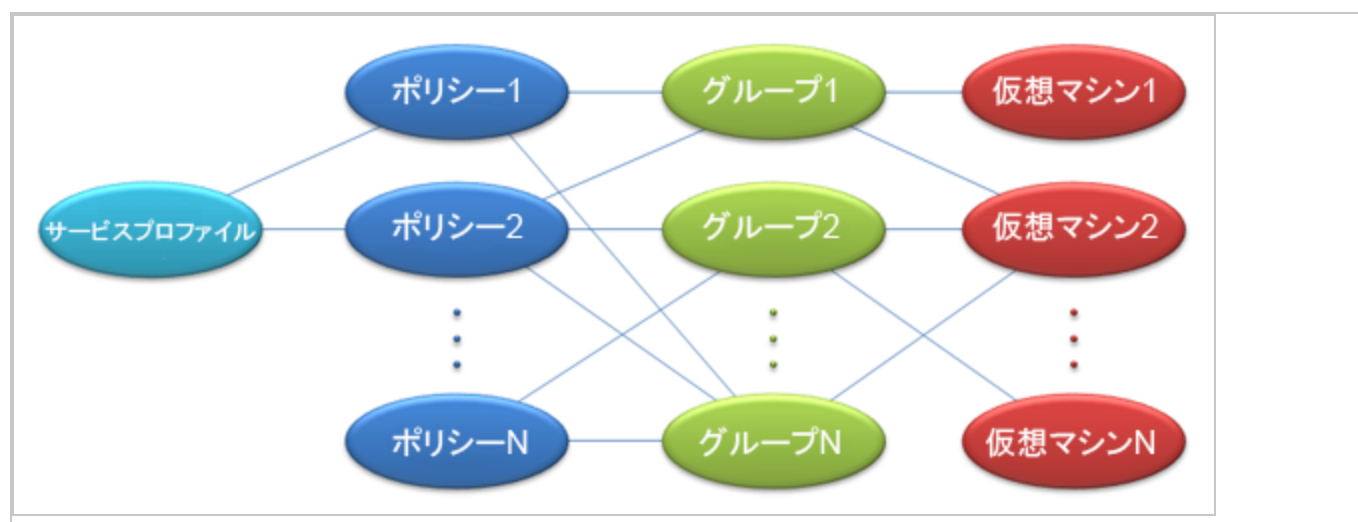 ポリシー1
グループ1
仮想マシン1
サービスプロファイル
ポリシー2
グループ2
仮想マシン2
ポリシーN
グループN
仮想マシンN